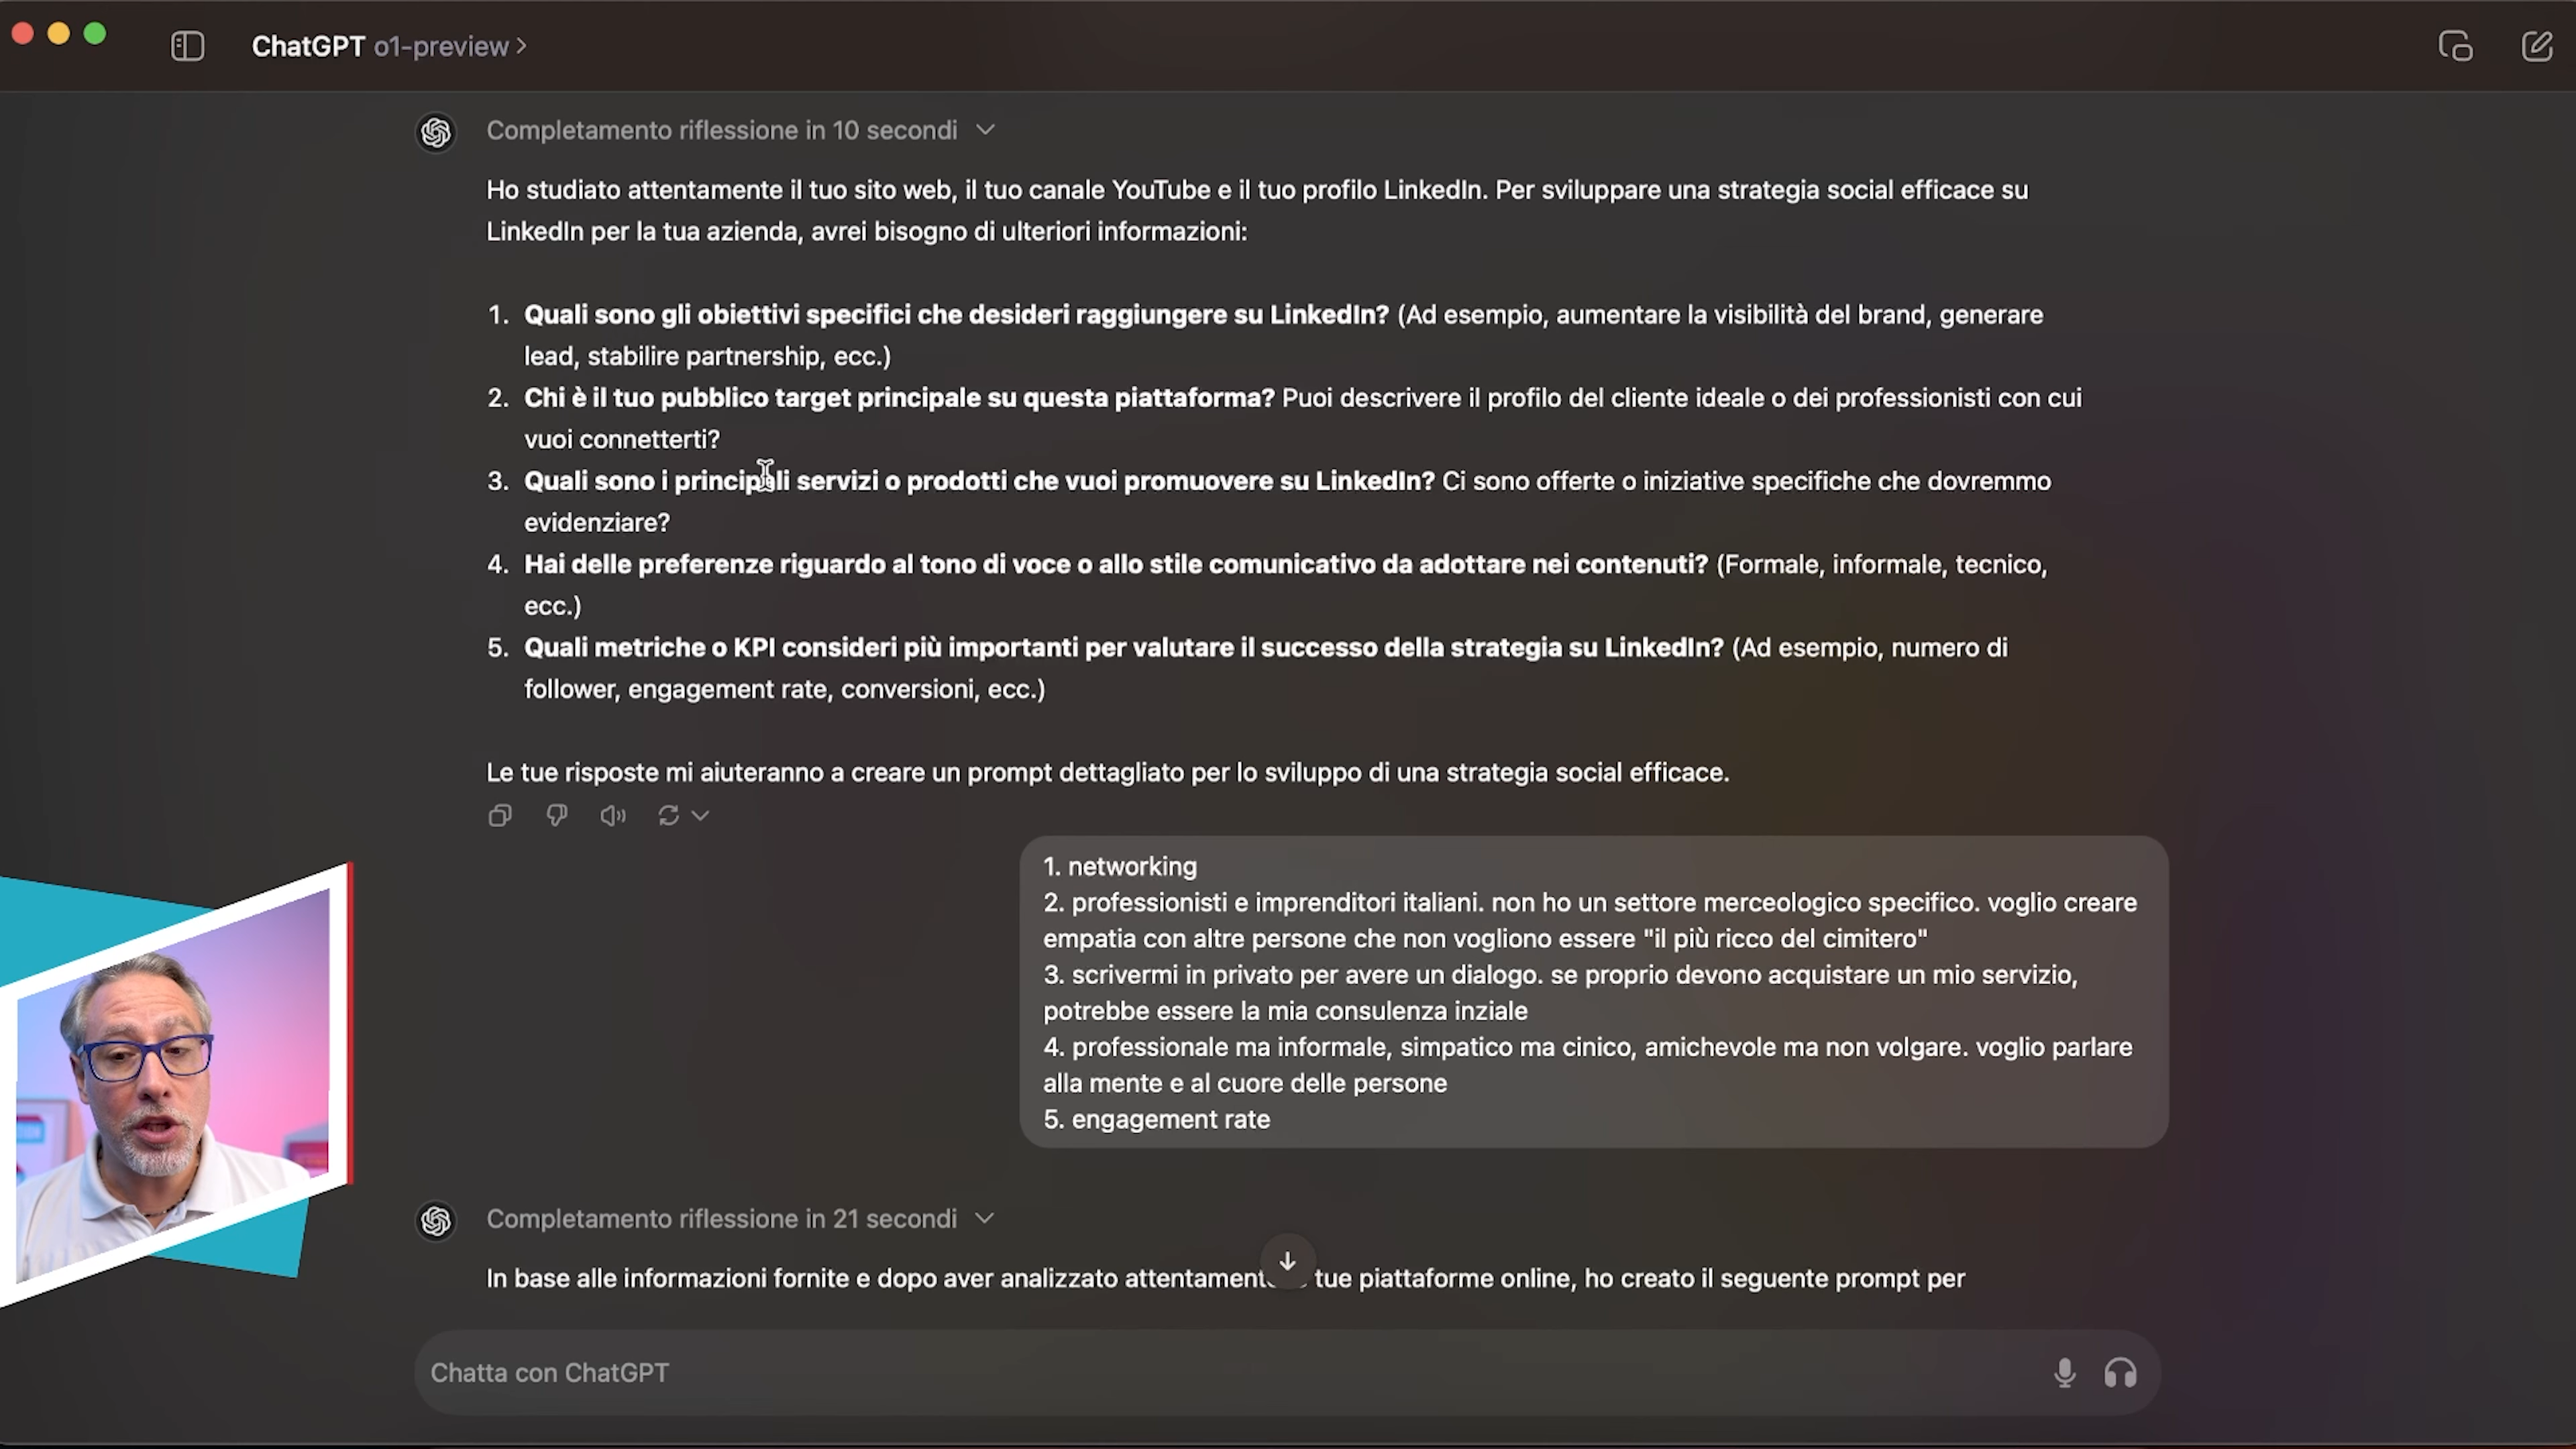 ChatGPT o1-preview >
Completamento riflessione in 10 secondi
Ho studiato attentamente il tuo sito web, il tuo canale YouTube e il tuo profilo LinkedIn. Per sviluppare una strategia social efficace su
LinkedIn per la tua azienda, avrei bisogno di ulteriori informazioni:
1. Quali sono gli obiettivi specifici che desideri raggiungere su LinkedIn? (Ad esempio, aumentare la visibilità del brand, generare
lead, stabilire partnership, ecc.)
2. Chi è il tuo pubblico target principale su questa piattaforma? Puoi descrivere il profilo del cliente ideale o dei professionisti con cui
vuoi connetterti?
3. Quali sono i principali servizi o prodotti che vuoi promuovere su LinkedIn? Ci sono offerte o iniziative specifiche che dovremmo
evidenziare?
4. Hai delle preferenze riguardo al tono di voce o allo stile comunicativo da adottare nei contenuti? (Formale, informale, tecnico,
ecc.)
5. Quali metriche o KPI consideri più importanti per valutare il successo della strategia su LinkedIn? (Ad esempio, numero di
follower, engagement rate, conversioni, ecc.)
Le tue risposte mi aiuteranno a creare un prompt dettagliato per lo sviluppo di una strategia social efficace.
1. networking
2. professionisti e imprenditori italiani. non ho un settore merceologico specifico. voglio creare
empatia con altre persone che non vogliono essere "il più ricco del cimitero"
3. scrivermi in privato per avere un dialogo. se proprio devono acquistare un mio servizio,
potrebbe essere la mia consulenza inziale
4. professionale ma informale, simpatico ma cinico, amichevole ma non volgare. voglio parlare
alla mente e al cuore delle persone
5. engagement rate
Completamento riflessione in 21 secondi
In base alle informazioni fornite e dopo aver analizzato attentament tue piattaforme online, ho creato il seguente prompt per
Chatta con ChatGPT